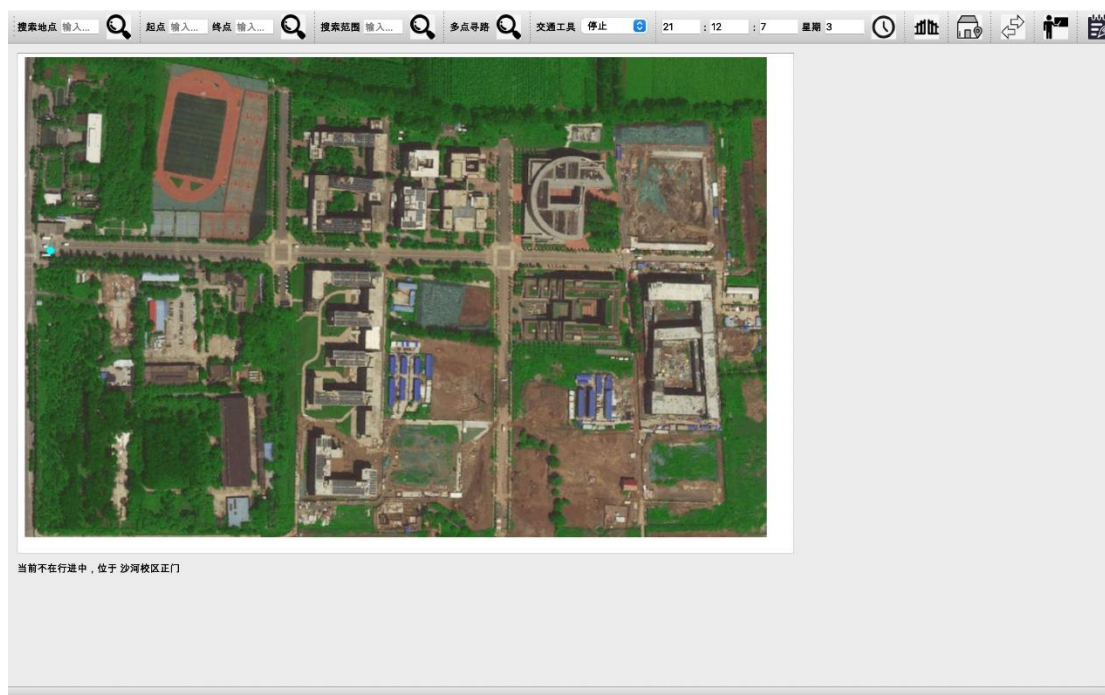 搜索地点 输入... 起点 输入... 终点 输入... 搜索范围 输入... 多点寻路 交通工具 停止 21 : 12 : 7 星期 3
当前不在行进中，位于 沙河校区正门